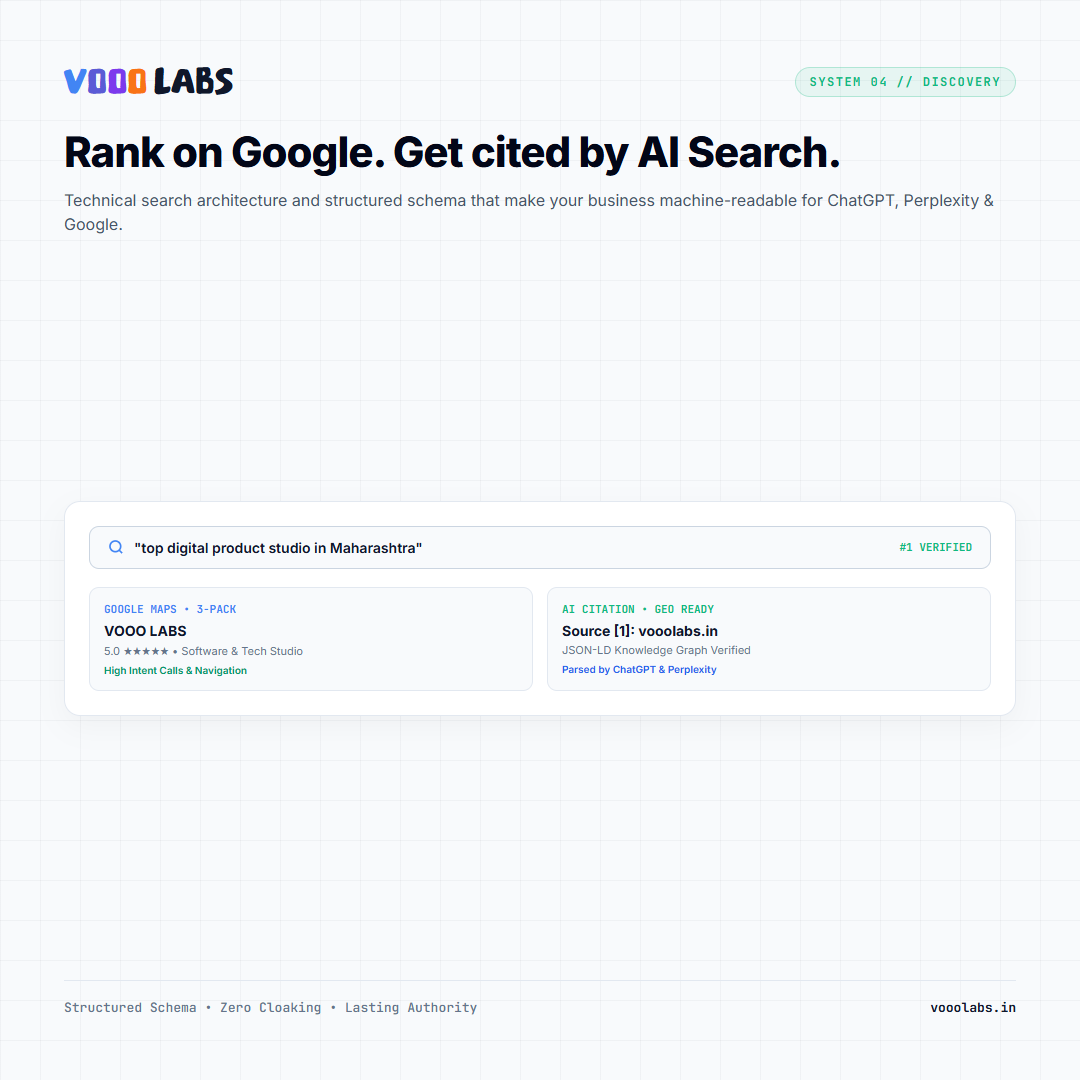 VOOO LABS
SYSTEM 04 // DISCOVERY
Rank on Google. Get cited by AI Search.
Technical search architecture and structured schema that make your business machine-readable for ChatGPT, Perplexity &
Google.
"top digital product studio in Maharashtra"
#1 VERIFIED
GOOGLE MAPS • 3-PACK
VOOO LABS
5.0 ★★★★★ • Software & Tech Studio
High Intent Calls & Navigation
AI CITATION • GEO READY
Source [1]: vooolabs.in
JSON-LD Knowledge Graph Verified
Parsed by ChatGPT & Perplexity
Structured Schema • Zero Cloaking • Lasting Authority
vooolabs.in